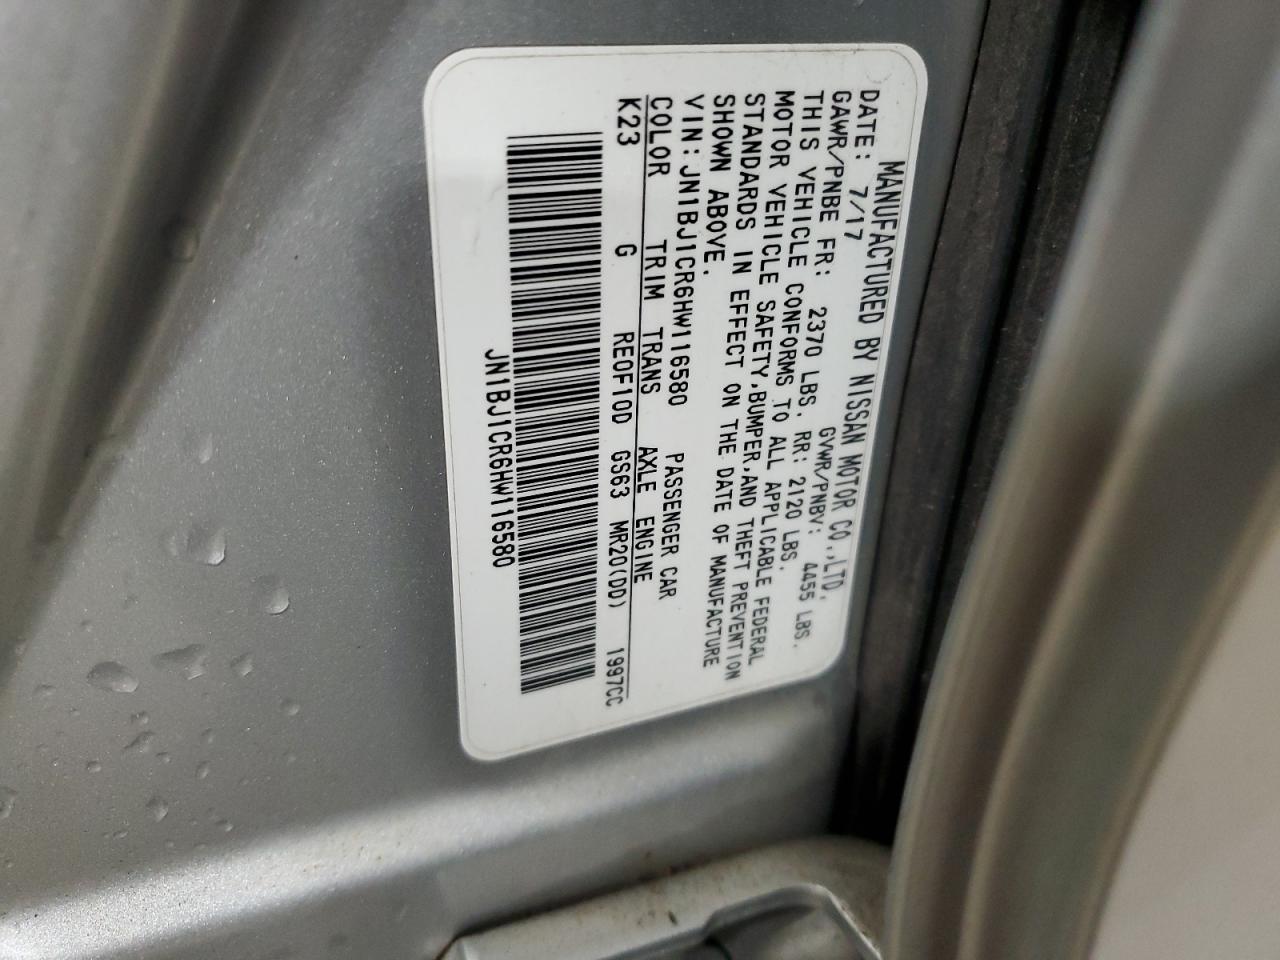 MANUFACTURED BY NISSAN MOTOR CO.,LTD.
DATE: 7/17 GVWR/PNBV: 4455 LBS.
GAWR/PNBE FR: 2370 LBS. RR: 2120 LBS.
THIS VEHICLE CONFORMS TO ALL APPLICABLE FEDERAL
MOTOR VEHICLE SAFETY,BUMPER,AND THEFT PREVENTION
STANDARDS IN EFFECT ON THE DATE OF MANUFACTURE
SHOWN ABOVE.
VIN:JN1BJ1CR6HW116580 PASSENGER CAR
COLOR TRIM TRANS AXLE ENGINE
K23 G RE0F10D GS63 MR20(DD) 1997CC
JN1BJ1CR6HW116580